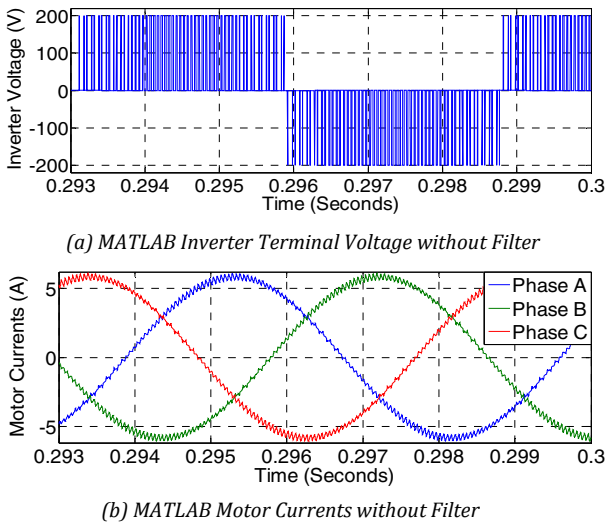 200
100
0
-100
-200
Inverter Voltage (V)
0.293 0.294 0.295 0.296 0.297 0.298 0.299 0.3
Time (Seconds)
(a) MATLAB Inverter Terminal Voltage without Filter
5
0
-5
Motor Currents (A)
Phase A
Phase B
Phase C
0.293 0.294 0.295 0.296 0.297 0.298 0.299 0.3
Time (Seconds)
(b) MATLAB Motor Currents without Filter